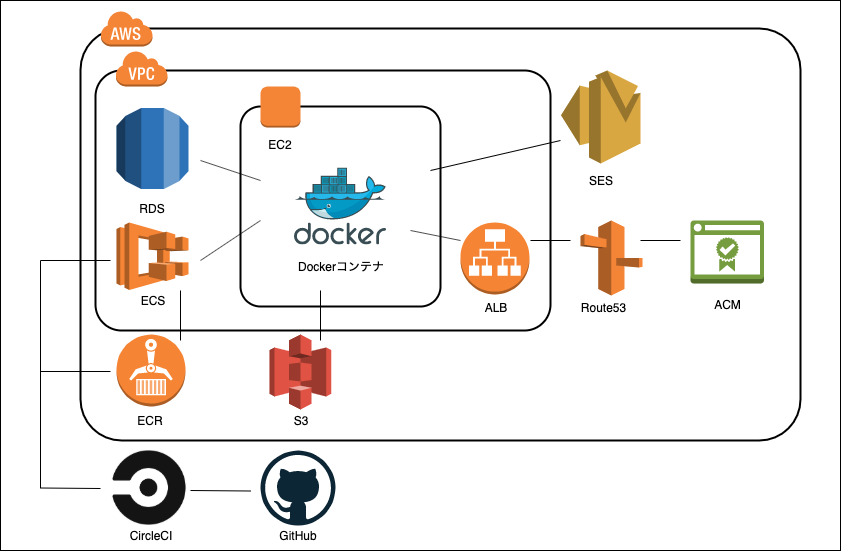 AWS
VPC
EC2
RDS
SES
docker
Dockerコンテナ
ECS
ALB
Route53
ACM
ECR
S3
CircleCI
GitHub